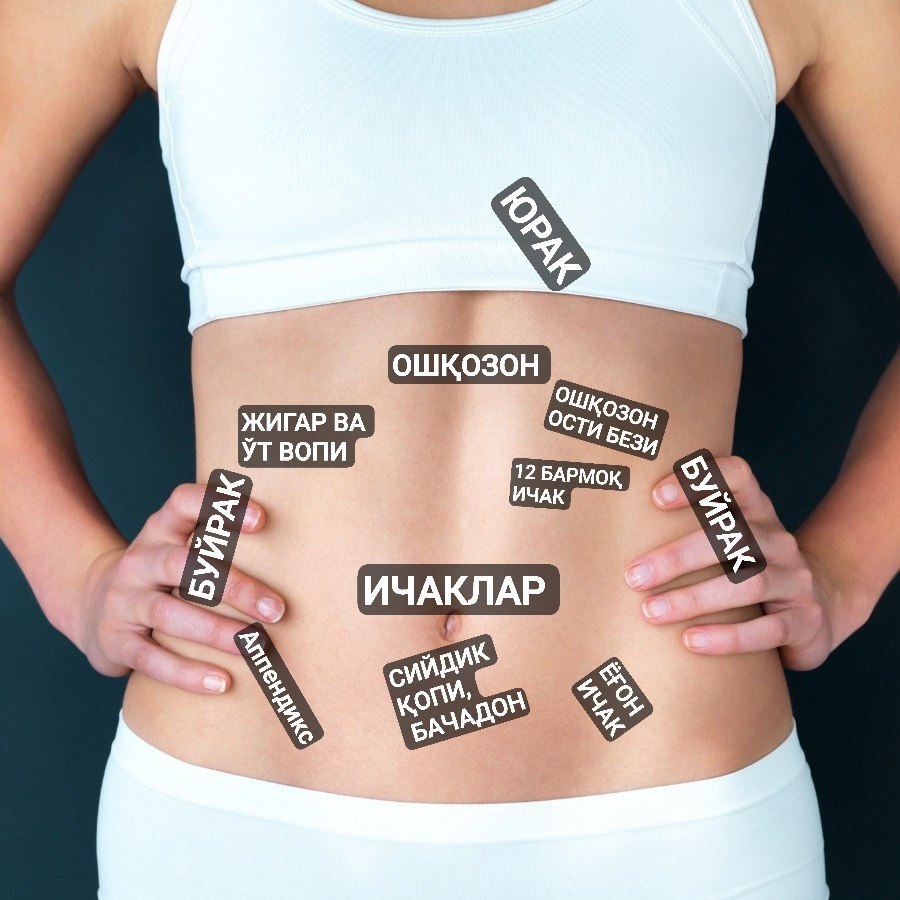 ЮРАК
ОШҚОЗОН
ОШҚОЗОН
ОСТИ БЕЗИ
ЖИГАР ВА
ЎТ ВОПИ
12 БАРМОҚ
ИЧАК
БУЙРАК
БУЙРАК
ИЧАКЛАР
Аппендикс
СИЙДИК
ҚОПИ,
БАЧАДОН
ЁҒОН
ИЧАК